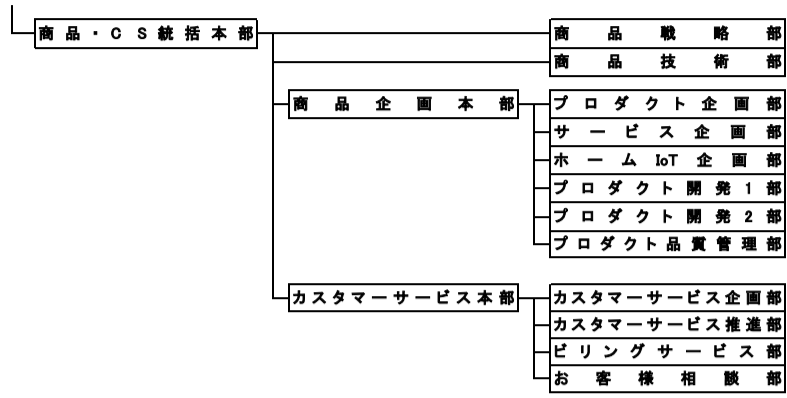 商品・CS統括本部
商品戦略部
商品技術部
商品企画本部
プロダクト企画部
サービス企画部
ホームIoT企画部
プロダクト開発1部
プロダクト開発2部
プロダクト品質管理部
カスタマーサービス本部
カスタマーサービス企画部
カスタマーサービス推進部
ビリングサービス部
お客様相談部